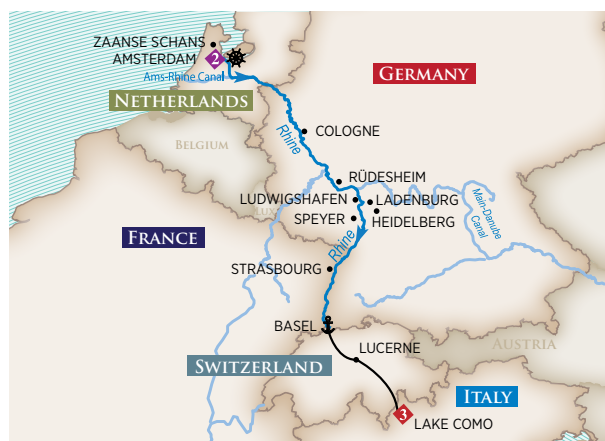 ZAANSE SCHANS
AMSTERDAM
2
Ams-Rhine Canal
NETHERLANDS
GERMANY
Rhine
COLOGNE
BELGIUM
RÜDESHEIM
LUDWIGSHAFEN
LADENBURG
LUX
SPEYER
HEIDELBERG
Main-Danube
Canal
FRANCE
Rhine
STRASBOURG
BASEL
AUSTRIA
LUCERNE
SWITZERLAND
ITALY
3
LAKE COMO